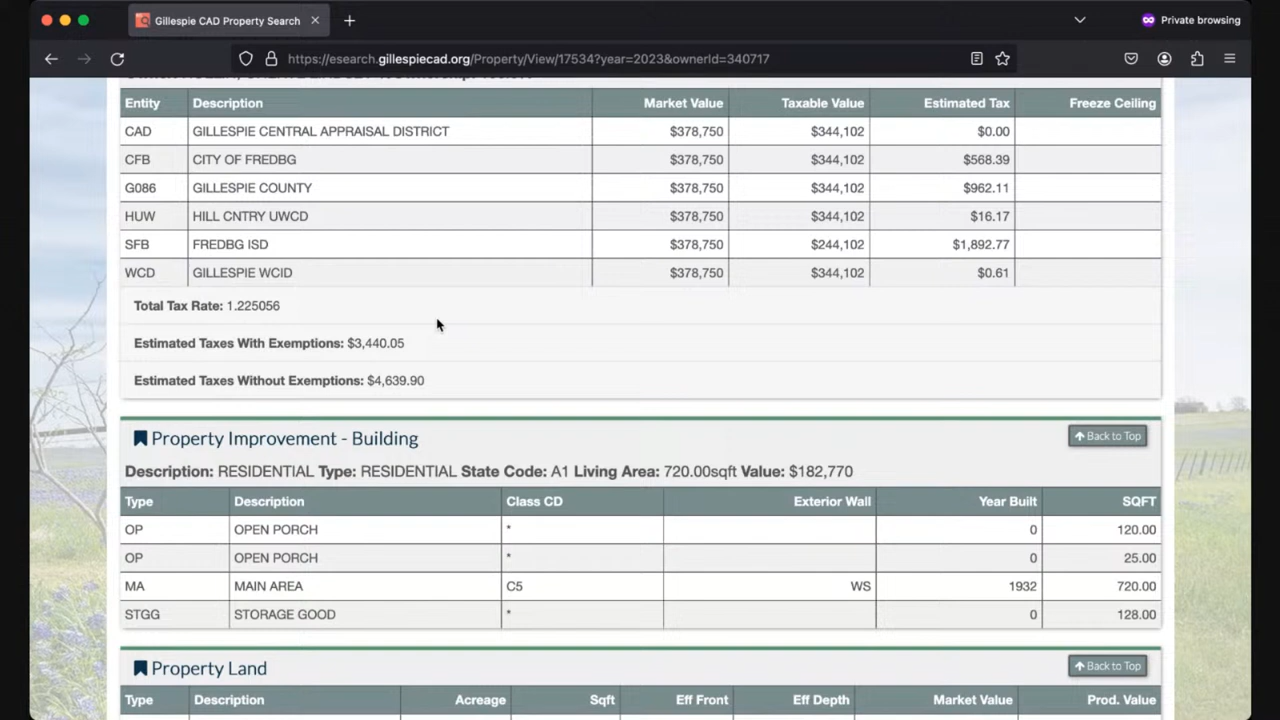 Gillespie CAD Property Search
Private browsing
https://esearch.gillespiecad.org/Property/View/17534?year=2023&ownerId=340717
Entity Description Market Value Taxable Value Estimated Tax Freeze Ceiling
CAD GILLESPIE CENTRAL APPRAISAL DISTRICT $378,750 $344,102 $0.00
CFB CITY OF FREDBG $378,750 $344,102 $568.39
G086 GILLESPIE COUNTY $378,750 $344,102 $962.11
HUW HILL CNTRY UWCD $378,750 $344,102 $16.17
SFB FREDBG ISD $378,750 $244,102 $1,892.77
WCD GILLESPIE WCID $378,750 $344,102 $0.61
Total Tax Rate: 1.225056
Estimated Taxes With Exemptions: $3,440.05
Estimated Taxes Without Exemptions: $4,639.90
Property Improvement - Building
Back to Top
Description: RESIDENTIAL Type: RESIDENTIAL State Code: A1 Living Area: 720.00sqft Value: $182,770
Type Description Class CD Exterior Wall Year Built SQFT
OP OPEN PORCH * 0 120.00
OP OPEN PORCH * 0 25.00
MA MAIN AREA C5 WS 1932 720.00
STGG STORAGE GOOD * 0 128.00
Property Land
Back to Top
Type Description Acreage Sqft Eff Front Eff Depth Market Value Prod. Value